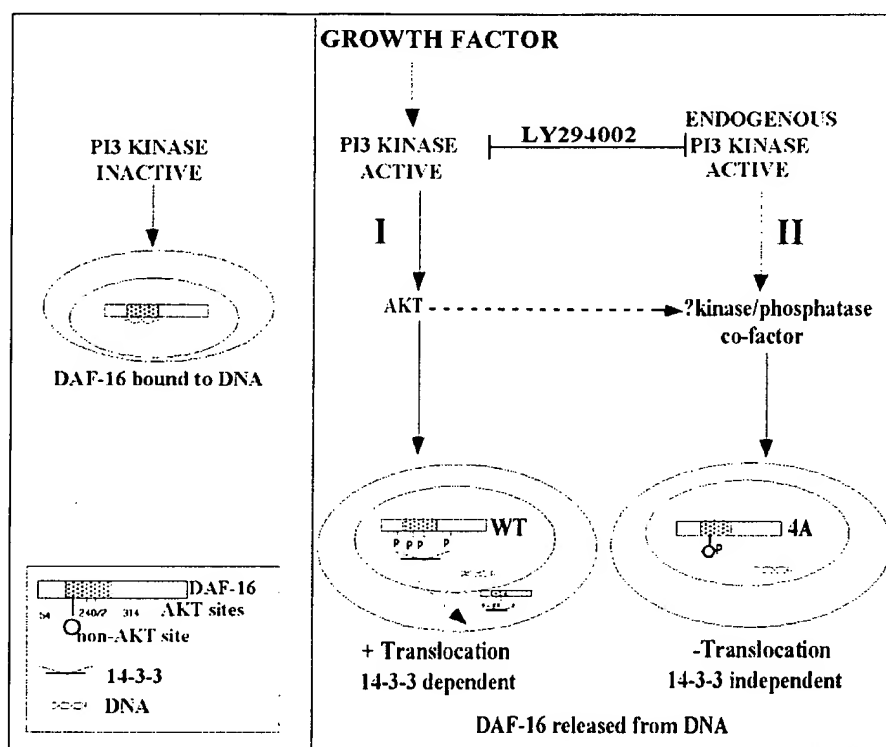 PI3 KINASE
INACTIVE
DAF-16 bound to DNA
DAF-16
54 240/7 314 AKT sites
non-AKT site
14-3-3
DNA
GROWTH FACTOR
PI3 KINASE
ACTIVE
LY294002
ENDOGENOUS
PI3 KINASE
ACTIVE
I
II
AKT
?kinase/phosphatase
co-factor
WT
P P P P
4A
P
+ Translocation
14-3-3 dependent
-Translocation
14-3-3 independent
DAF-16 released from DNA